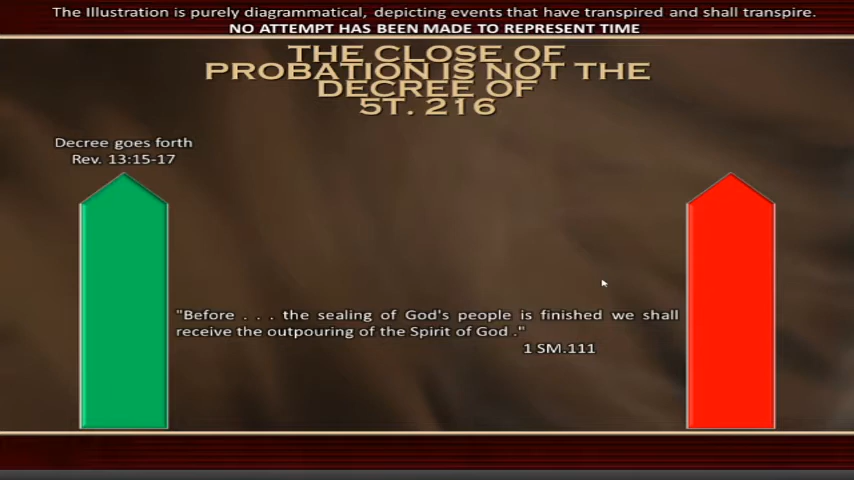 The Illustration is purely diagrammatical, depicting events that have transpired and shall transpire.
NO ATTEMPT HAS BEEN MADE TO REPRESENT TIME
THE CLOSE OF
PROBATION IS NOT THE
DECREE OF
5T. 216
Decree goes forth
Rev. 13:15-17
"Before . . . the sealing of God's people is finished we shall
receive the outpouring of the Spirit of God ."
1 SM.111